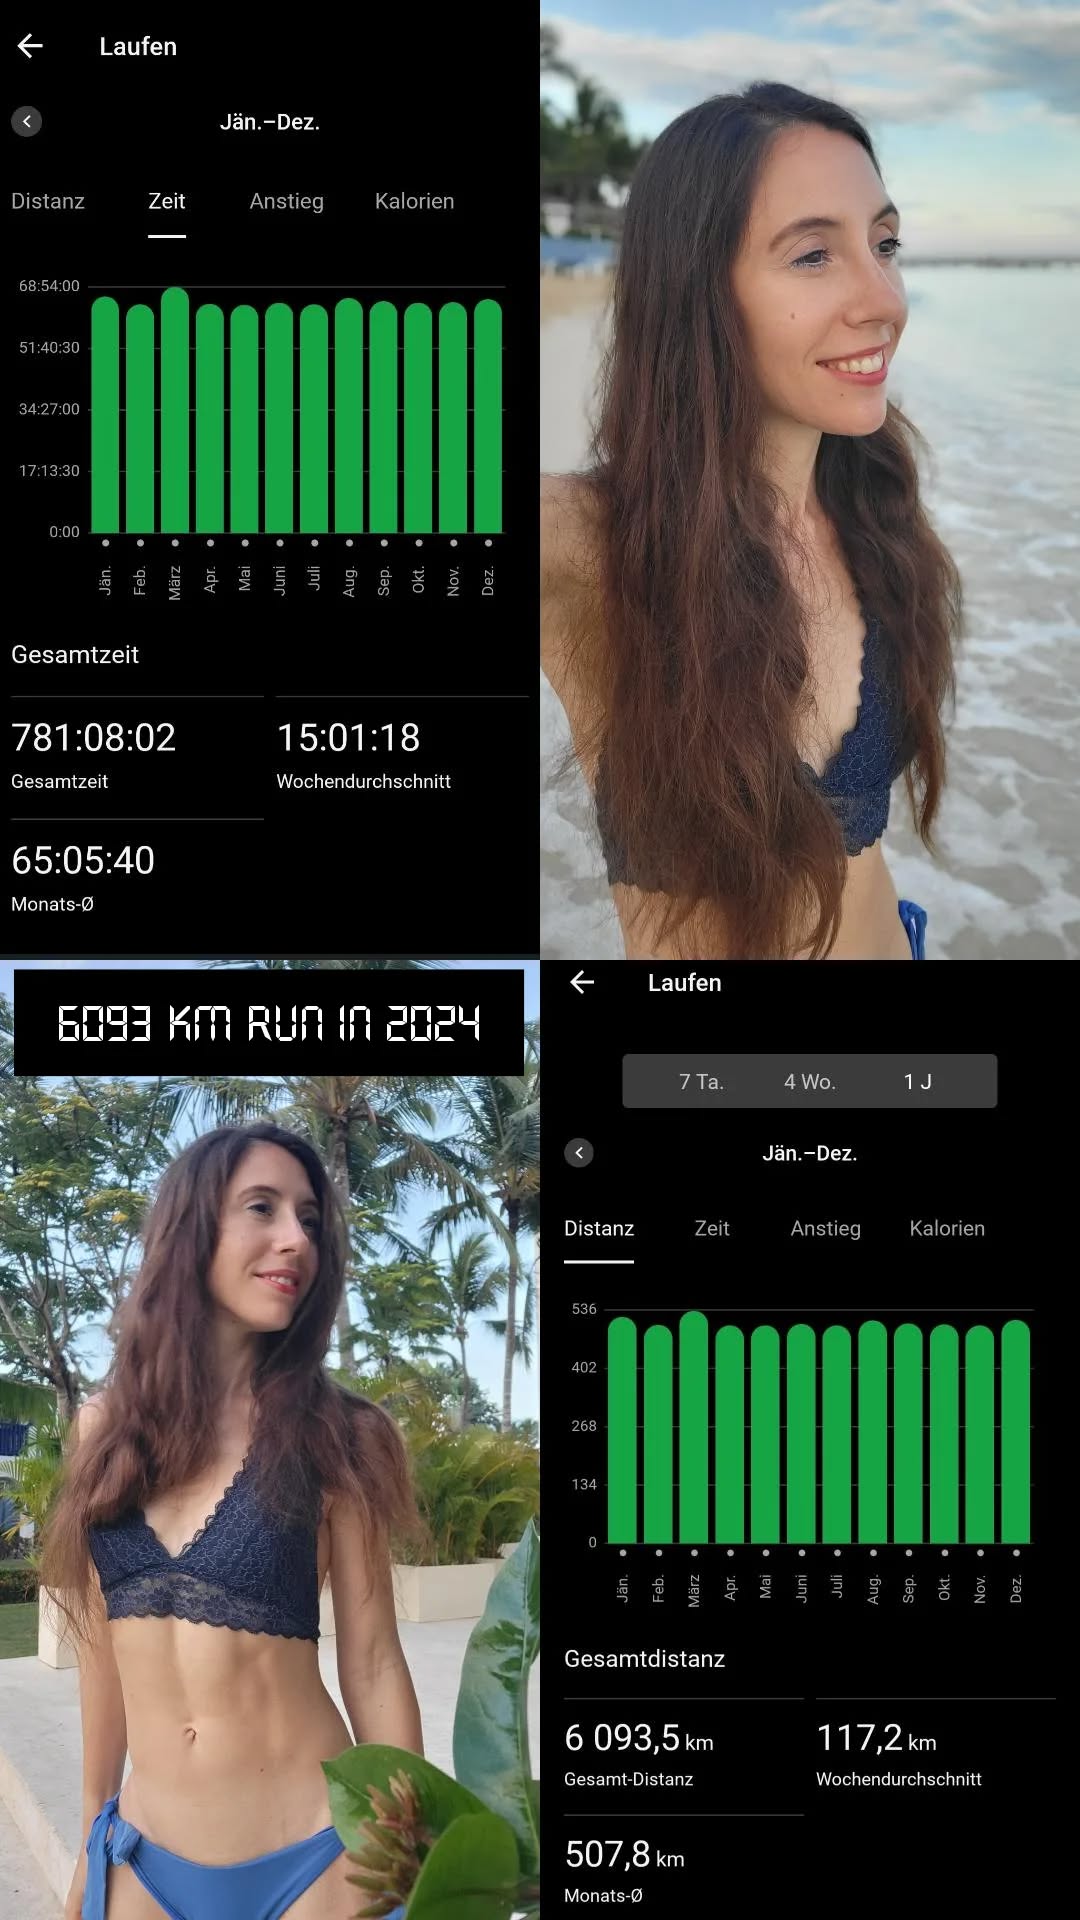 Laufen
Jän.–Dez.
Distanz Zeit Anstieg Kalorien
68:54:00
51:40:30
34:27:00
17:13:30
0:00
Jän. Feb. März Apr. Mai Juni Juli Aug. Sep. Okt. Nov. Dez.
Gesamtzeit
781:08:02 15:01:18
Gesamtzeit Wochendurchschnitt
65:05:40
Monats-Ø
6093 KM RUN IN 2024
Laufen
7 Ta. 4 Wo. 1 J
Jän.–Dez.
Distanz Zeit Anstieg Kalorien
536
402
268
134
0
Jän. Feb. März Apr. Mai Juni Juli Aug. Sep. Okt. Nov. Dez.
Gesamtdistanz
6 093,5 km 117,2 km
Gesamt-Distanz Wochendurchschnitt
507,8 km
Monats-Ø